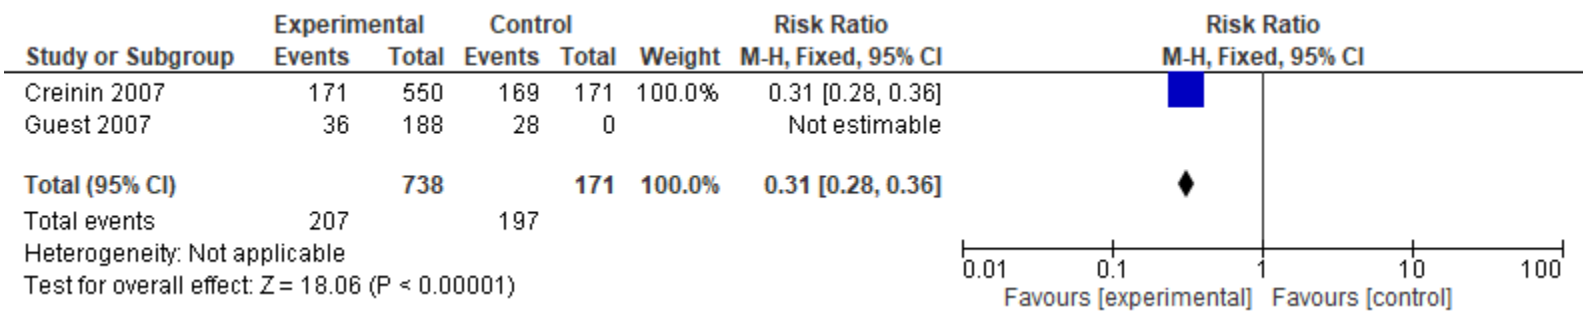 Experimental Control Risk Ratio Risk Ratio
Study or Subgroup Events Total Events Total Weight M-H, Fixed, 95% CI M-H, Fixed, 95% CI
Creinin 2007 171 550 169 171 100.0% 0.31 [0.28, 0.36]
Guest 2007 36 188 28 0 Not estimable
Total (95% CI) 738 171 100.0% 0.31 [0.28, 0.36]
Total events 207 197
Heterogeneity: Not applicable
Test for overall effect: Z = 18.06 (P < 0.00001)
0.01 0.1 1 10 100
Favours [experimental] Favours [control]